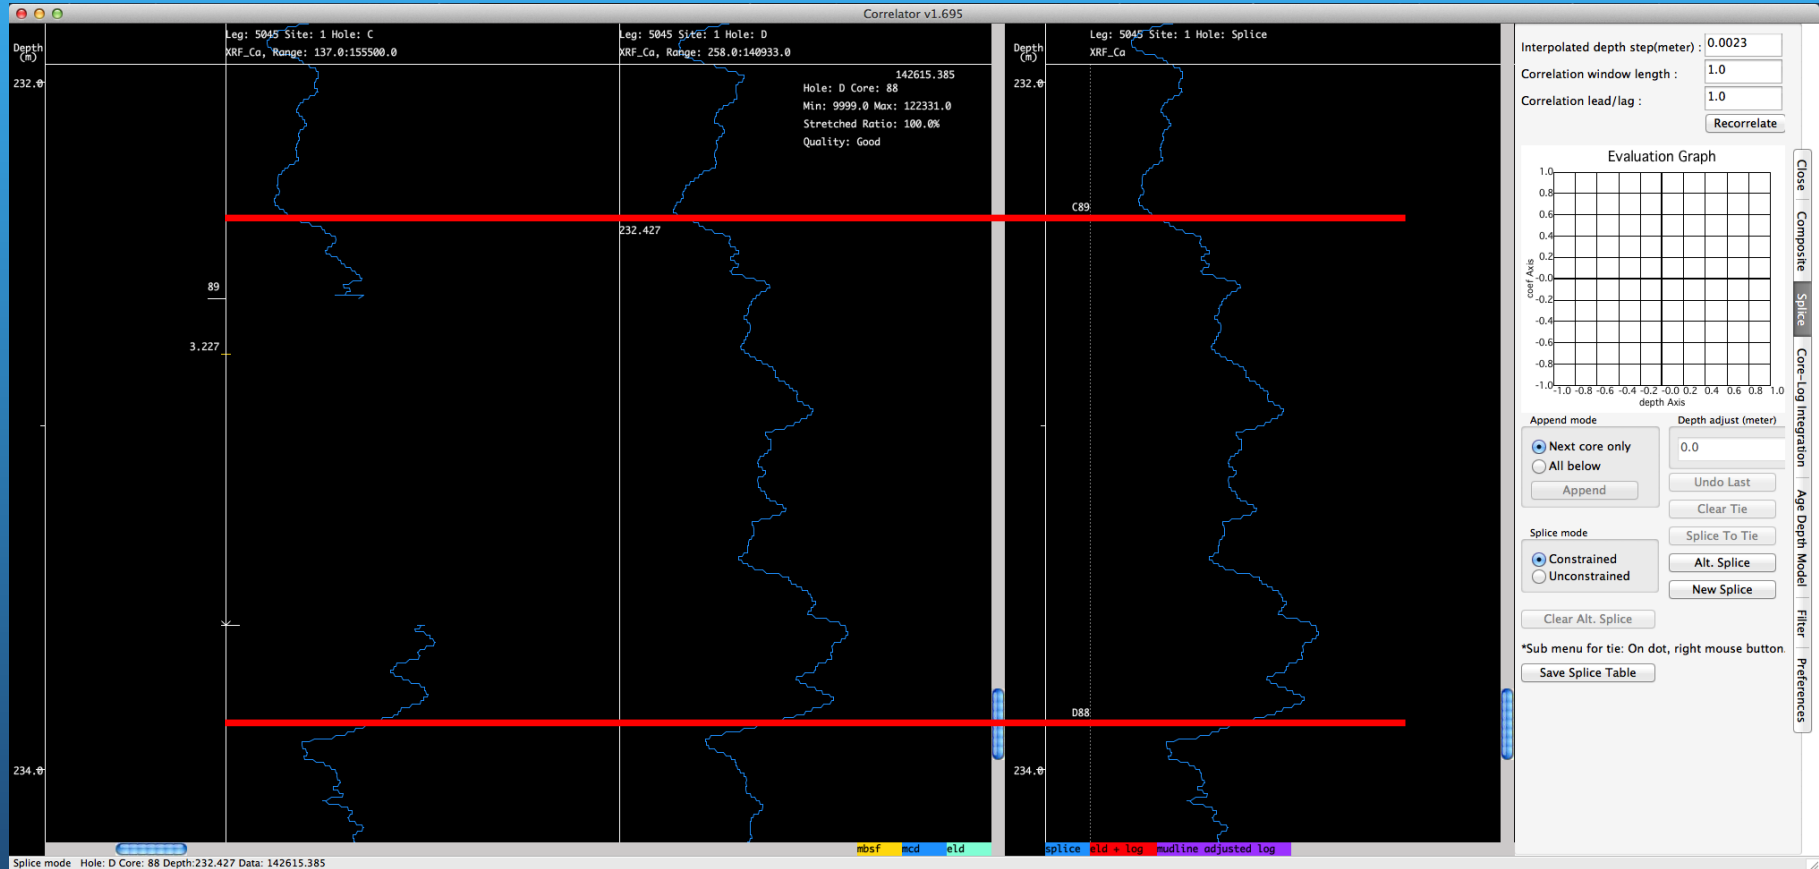 Correlator v1.695
Leg: 5045 Site: 1 Hole: C
XRF_Ca, Range: 137.0:155500.0
Leg: 5045 Site: 1 Hole: D
XRF_Ca, Range: 258.0:140933.0
Leg: 5045 Site: 1 Hole: Splice
XRF_Ca
Depth
(m)
Depth
(m)
232.0
232.0
142615.385
Hole: D Core: 88
Min: 9999.0 Max: 122331.0
Stretched Ratio: 100.0%
Quality: Good
C89
232.427
89
3.227
D88
234.0
234.0
mbsf
mcd
eld
splice
eld + log
mudline adjusted log
Interpolated depth step(meter) : 0.0023
Correlation window length : 1.0
Correlation lead/lag : 1.0
Recorrelate
Evaluation Graph
1.0
0.8
0.6
0.4
0.2
-0.0
-0.2
-0.4
-0.6
-0.8
-1.0
coef Axis
-1.0 -0.8 -0.6 -0.4 -0.2 -0.0 0.2 0.4 0.6 0.8 1.0
depth Axis
Append mode
Next core only
All below
Append
Depth adjust (meter)
0.0
Undo Last
Clear Tie
Splice To Tie
Alt. Splice
New Splice
Splice mode
Constrained
Unconstrained
Clear Alt. Splice
*Sub menu for tie: On dot, right mouse button.
Save Splice Table
Close
Composite
Splice
Core-Log Integration
Age Depth Model
Filter
Preferences
Splice mode Hole: D Core: 88 Depth:232.427 Data: 142615.385